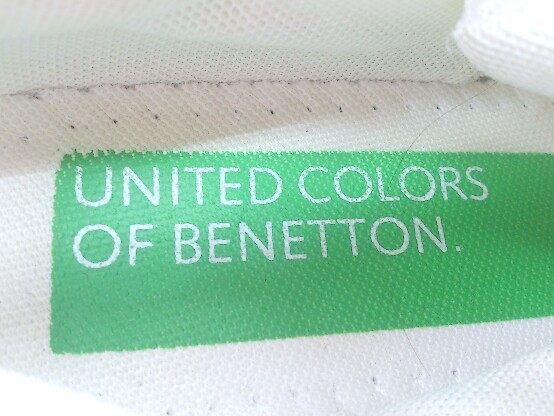 UNITED COLORS
OF BENETTON.